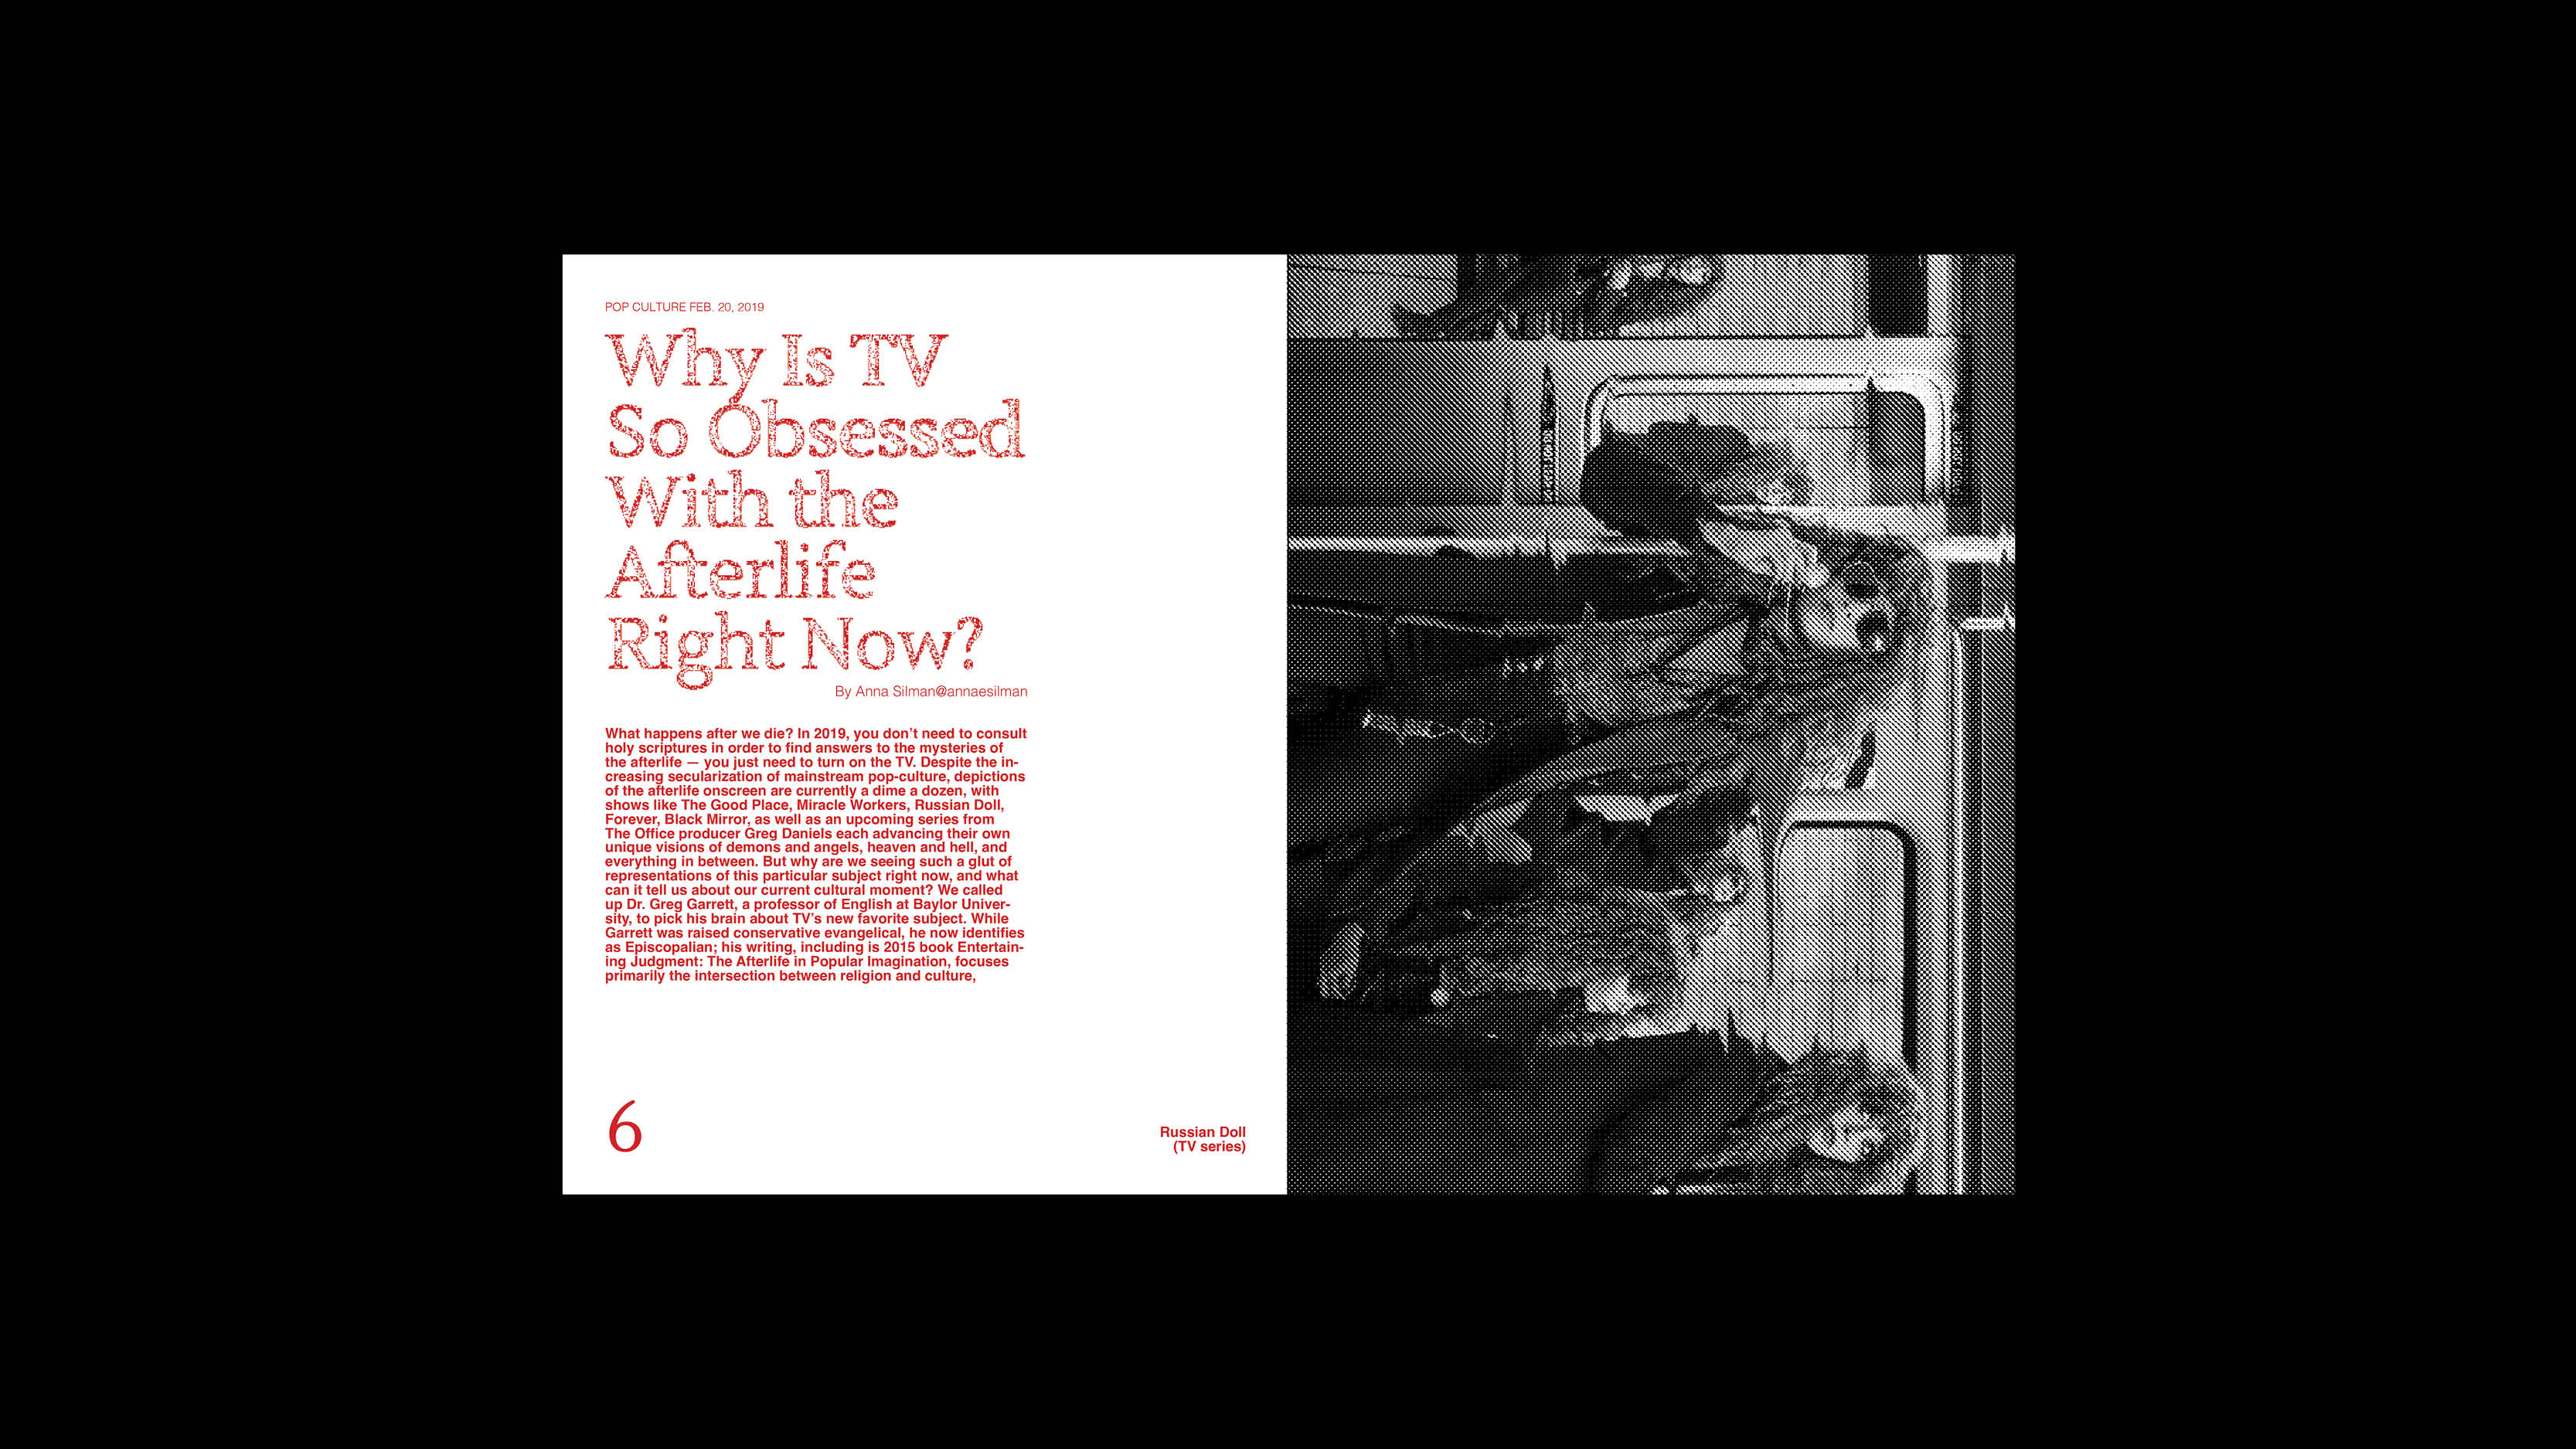 POP CULTURE FEB. 20, 2019
Why Is TV
So Obsessed
With the
Afterlife
Right Now?
By Anna Silman@annaesilman
What happens after we die? In 2019, you don’t need to consult
holy scriptures in order to find answers to the mysteries of
the afterlife — you just need to turn on the TV. Despite the in-
creasing secularization of mainstream pop-culture, depictions
of the afterlife onscreen are currently a dime a dozen, with
shows like The Good Place, Miracle Workers, Russian Doll,
Forever, Black Mirror, as well as an upcoming series from
The Office producer Greg Daniels each advancing their own
unique visions of demons and angels, heaven and hell, and
everything in between. But why are we seeing such a glut of
representations of this particular subject right now, and what
can it tell us about our current cultural moment? We called
up Dr. Greg Garrett, a professor of English at Baylor Univer-
sity, to pick his brain about TV’s new favorite subject. While
Garrett was raised conservative evangelical, he now identifies
as Episcopalian; his writing, including is 2015 book Entertain-
ing Judgment: The Afterlife in Popular Imagination, focuses
primarily the intersection between religion and culture,
6
Russian Doll
(TV series)